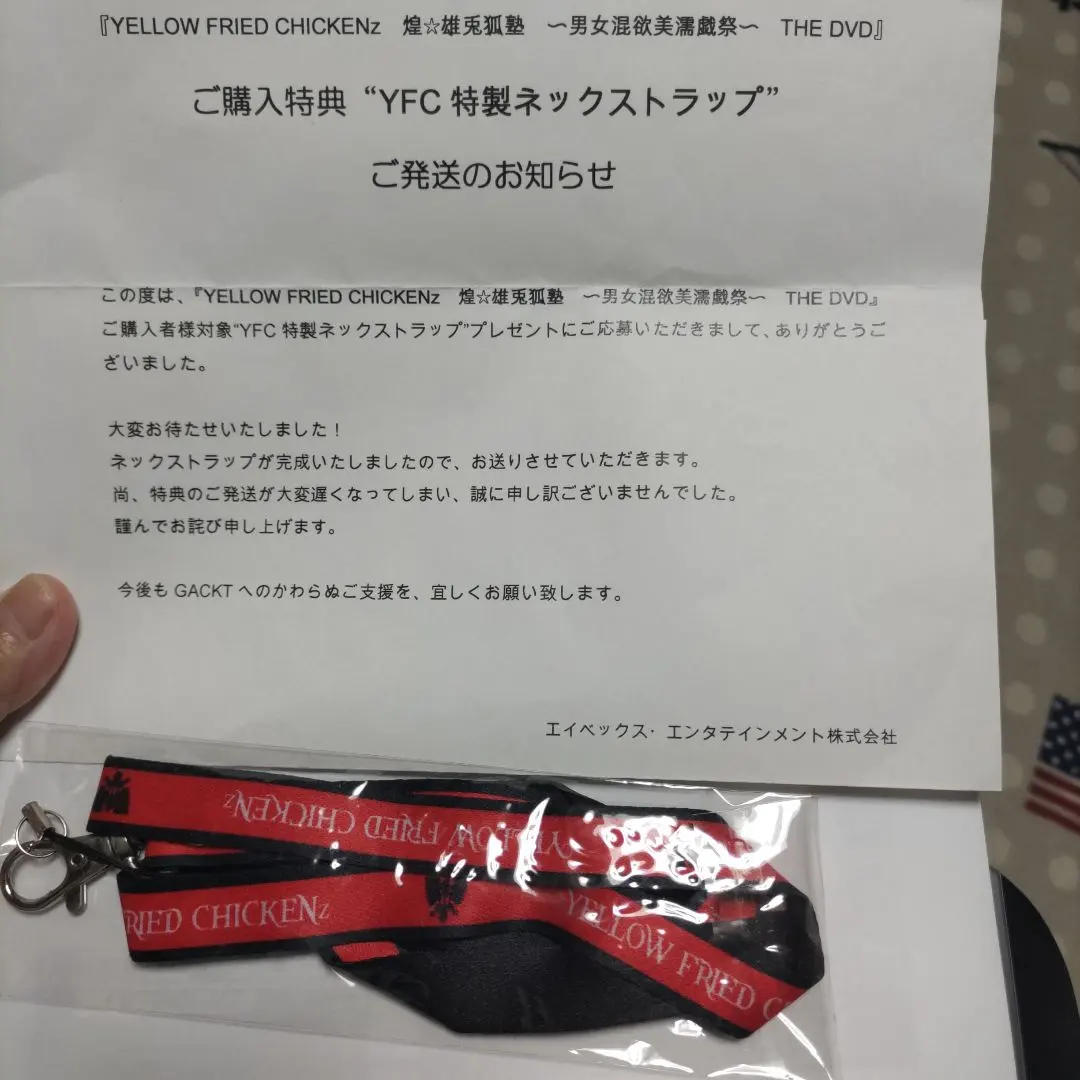 『YELLOW FRIED CHICKENz 煌☆雄兎狐塾 〜男女混欲美濡戯祭〜 THE DVD』
ご購入特典“YFC 特製ネックストラップ”
ご発送のお知らせ
この度は、『YELLOW FRIED CHICKENz 煌☆雄兎狐塾 〜男女混欲美濡戯祭〜 THE DVD』
ご購入者様対象“YFC 特製ネックストラップ”プレゼントにご応募いただきまして、ありがとうご
ざいました。
大変お待たせいたしました！
ネックストラップが完成いたしましたので、お送りさせていただきます。
尚、特典のご発送が大変遅くなってしまい、誠に申し訳ございませんでした。
謹んでお詫び申し上げます。
今後も GACKT へのかわらぬご支援を、宜しくお願い致します。
エイベックス・エンタテインメント株式会社
YELLOW FRIED CHICKENz
RIED CHICKENz
YELLOW FRIED C